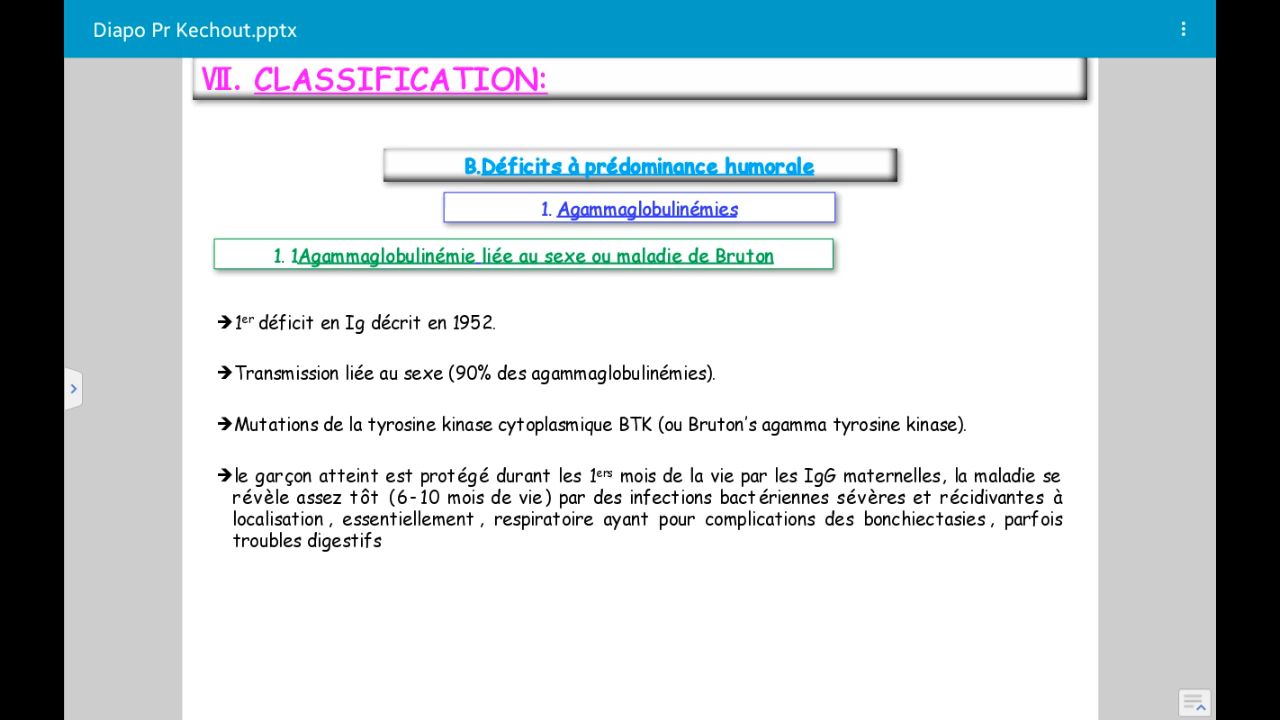 Diapo Pr Kechout.pptx
VII. CLASSIFICATION:
B.Déficits à prédominance humorale
1. Agammaglobulinémies
1. 1Agammaglobulinémie liée au sexe ou maladie de Bruton
➔1er déficit en Ig décrit en 1952.
➔Transmission liée au sexe (90% des agammaglobulinémies).
➔Mutations de la tyrosine kinase cytoplasmique BTK (ou Bruton's agamma tyrosine kinase).
➔le garçon atteint est protégé durant les 1ers mois de la vie par les IgG maternelles, la maladie se
révèle assez tôt (6-10 mois de vie) par des infections bactériennes sévères et récidivantes à
localisation, essentiellement, respiratoire ayant pour complications des bonchiectasies, parfois
troubles digestifs